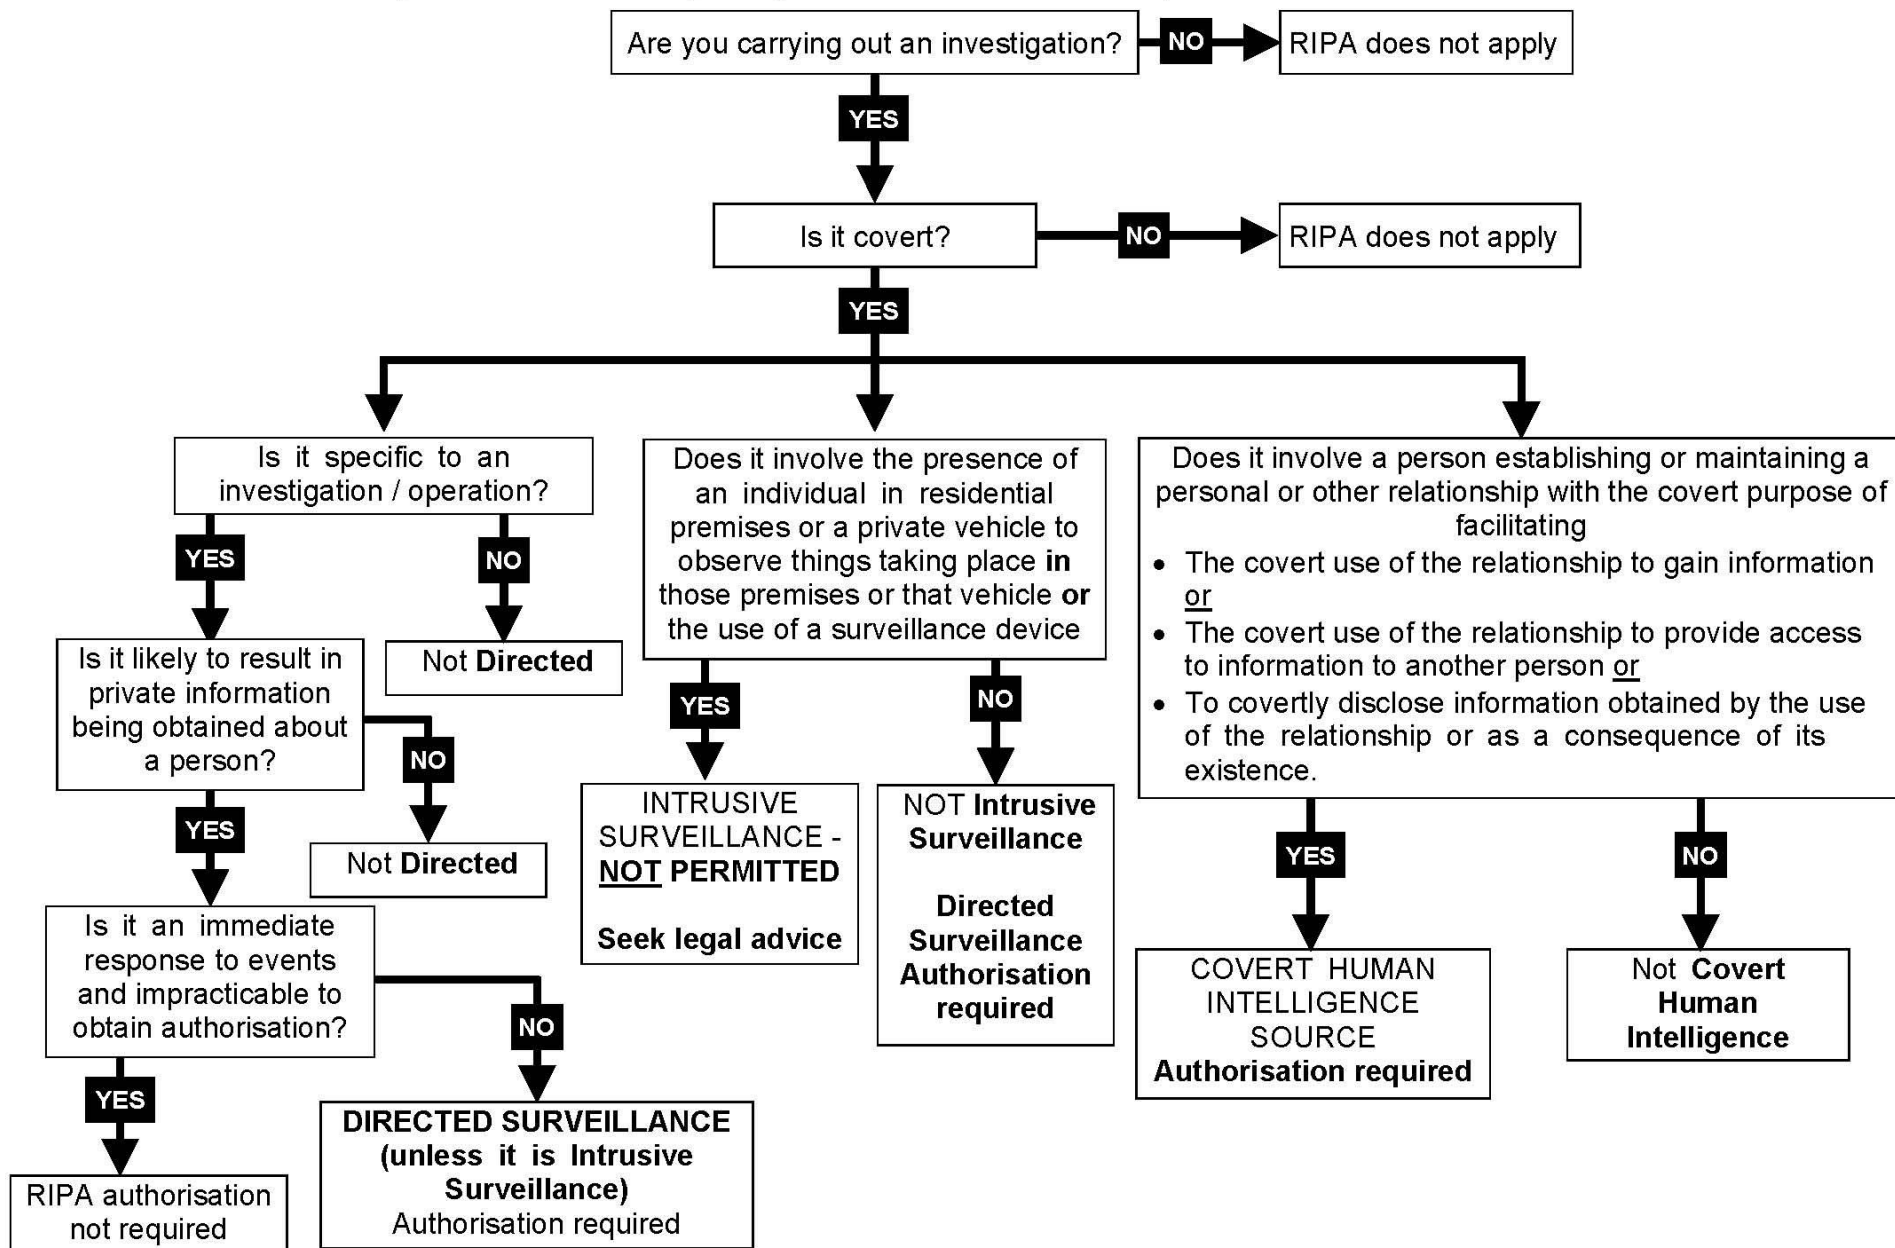 Are you carrying out an investigation?
NO
RIPA does not apply
YES
Is it covert?
NO
RIPA does not apply
YES
Is it specific to an
investigation / operation?
YES
NO
Not Directed
Is it likely to result in
private information
being obtained about
a person?
NO
YES
Not Directed
Is it an immediate
response to events
and impracticable to
obtain authorisation?
NO
YES
RIPA authorisation
not required
DIRECTED SURVEILLANCE
(unless it is Intrusive
Surveillance)
Authorisation required
Does it involve the presence of
an individual in residential
premises or a private vehicle to
observe things taking place in
those premises or that vehicle or
the use of a surveillance device
YES
NO
INTRUSIVE
SURVEILLANCE -
NOT PERMITTED
Seek legal advice
NOT Intrusive
Surveillance
Directed
Surveillance
Authorisation
required
Does it involve a person establishing or maintaining a
personal or other relationship with the covert purpose of
facilitating
• The covert use of the relationship to gain information
or
• The covert use of the relationship to provide access
to information to another person or
• To covertly disclose information obtained by the use
of the relationship or as a consequence of its
existence.
YES
NO
COVERT HUMAN
INTELLIGENCE
SOURCE
Authorisation required
Not Covert
Human
Intelligence